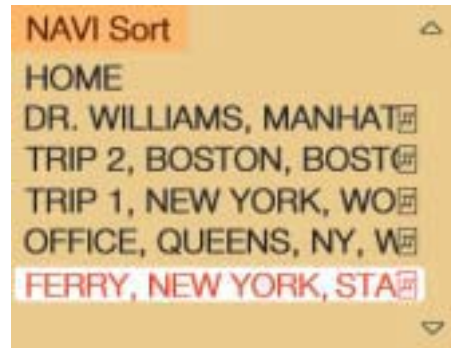 NAVI Sort
HOME
DR. WILLIAMS, MANHAT
TRIP 2, BOSTON, BOST
TRIP 1, NEW YORK, WO
OFFICE, QUEENS, NY, W
FERRY, NEW YORK, STA